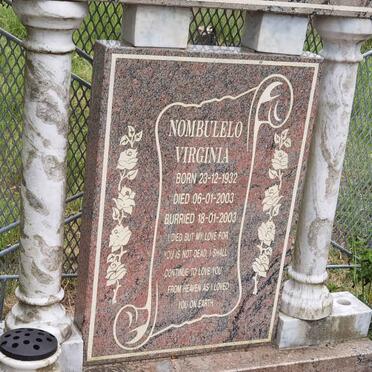 NOMBULELO
VIRGINIA
BORN 23-12-1932
DIED 06-01-2003
BURRIED 18-01-2003
I DIED BUT MY LOVE FOR
YOU IS NOT DEAD, I SHALL
CONTINUE TO LOVE YOU
FROM HEAVEN AS I LOVED
YOU ON EARTH